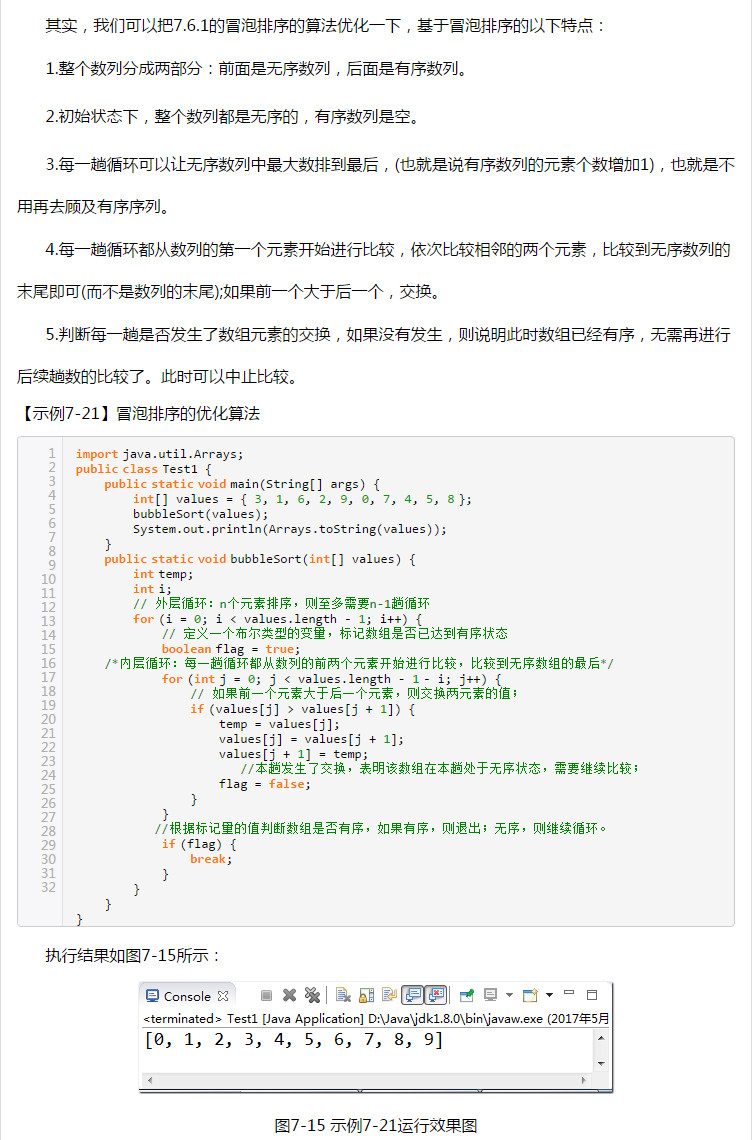 其实，我们可以把7.6.1的冒泡排序的算法优化一下，基于冒泡排序的以下特点：
1.整个数列分成两部分：前面是无序数列，后面是有序数列。
2.初始状态下，整个数列都是无序的，有序数列是空。
3.每一趟循环可以让无序数列中最大数排到最后，(也就是说有序数列的元素个数增加1)，也就是不
用再去顾及有序序列。
4.每一趟循环都从数列的第一个元素开始进行比较，依次比较相邻的两个元素，比较到无序数列的
末尾即可(而不是数列的末尾);如果前一个大于后一个，交换。
5.判断每一趟是否发生了数组元素的交换，如果没有发生，则说明此时数组已经有序，无需再进行
后续趟数的比较了。此时可以中止比较。
【示例7-21】冒泡排序的优化算法
1 import java.util.Arrays;
2 public class Test1 {
3 public static void main(String[] args) {
4 int[] values = { 3, 1, 6, 2, 9, 0, 7, 4, 5, 8 };
5 bubbleSort(values);
6 System.out.println(Arrays.toString(values));
7 }
8 public static void bubbleSort(int[] values) {
9 int temp;
10 int i;
11 // 外层循环：n个元素排序，则至多需要n-1趟循环
12 for (i = 0; i < values.length - 1; i++) {
13 // 定义一个布尔类型的变量，标记数组是否已达到有序状态
14 boolean flag = true;
15 /*内层循环：每一趟循环都从数列的前两个元素开始进行比较，比较到无序数组的最后*/
16 for (int j = 0; j < values.length - 1 - i; j++) {
17 // 如果前一个元素大于后一个元素，则交换两元素的值；
18 if (values[j] > values[j + 1]) {
19 temp = values[j];
20 values[j] = values[j + 1];
21 values[j + 1] = temp;
22 //本趟发生了交换，表明该数组在本趟处于无序状态，需要继续比较；
23 flag = false;
24 }
25 }
26 //根据标记量的值判断数组是否有序，如果有序，则退出；无序，则继续循环。
27 if (flag) {
28 break;
29 }
30 }
31 }
32 }
执行结果如图7-15所示：
Console
<terminated> Test1 [Java Application] D:\Java\jdk1.8.0\bin\javaw.exe (2017年5月
[0, 1, 2, 3, 4, 5, 6, 7, 8, 9]
图7-15 示例7-21运行效果图